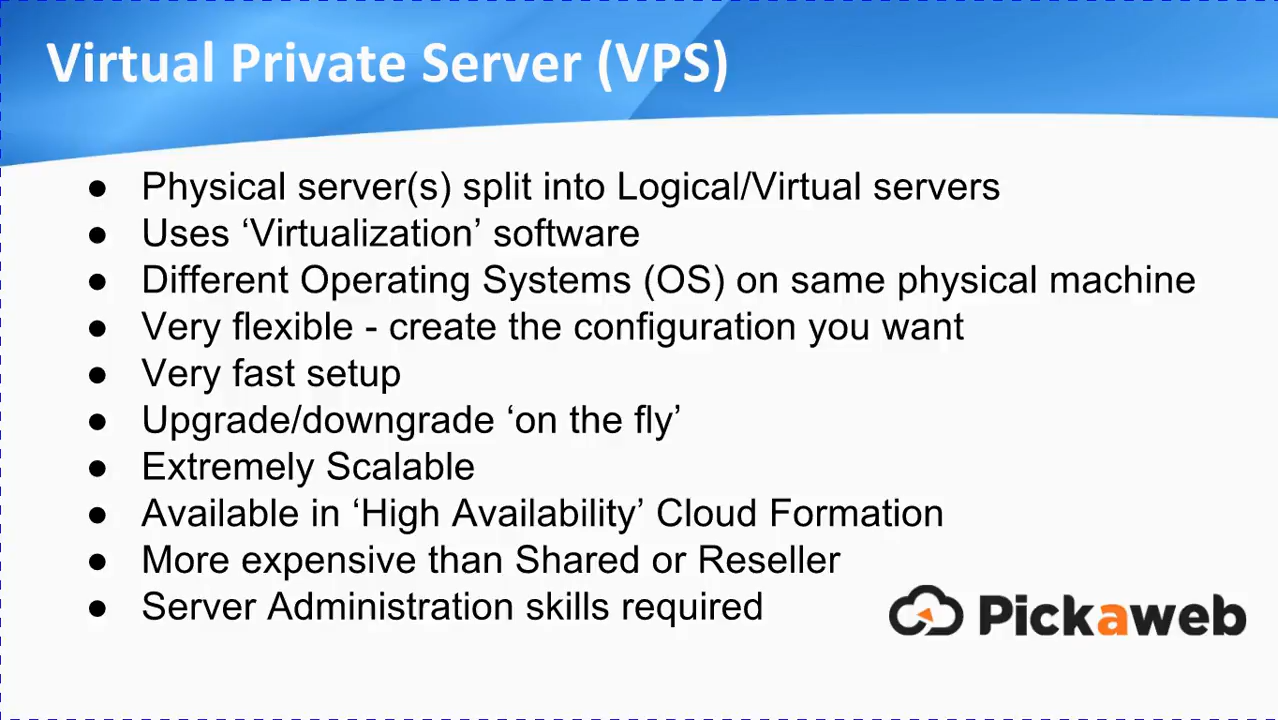 Virtual Private Server (VPS)
● Physical server(s) split into Logical/Virtual servers
● Uses ‘Virtualization’ software
● Different Operating Systems (OS) on same physical machine
● Very flexible - create the configuration you want
● Very fast setup
● Upgrade/downgrade ‘on the fly’
● Extremely Scalable
● Available in ‘High Availability’ Cloud Formation
● More expensive than Shared or Reseller
● Server Administration skills required
Pickaweb